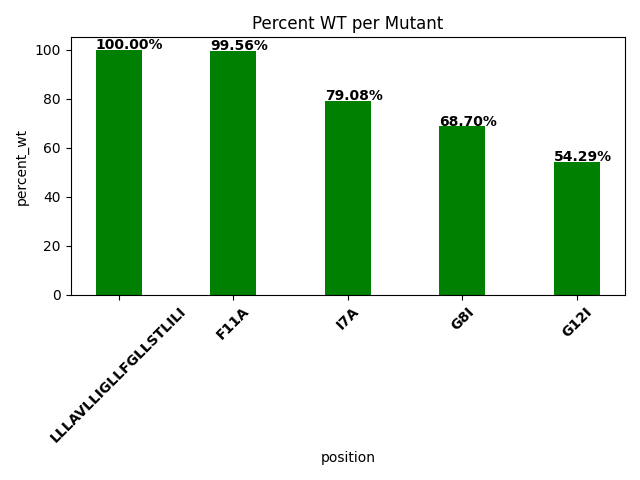 Percent WT per Mutant
percent_wt
100
80
60
40
20
0
100.00%
99.56%
79.08%
68.70%
54.29%
LLLAVLLIGLLFGLLSTLILI
F11A
I7A
G8I
G12I
position